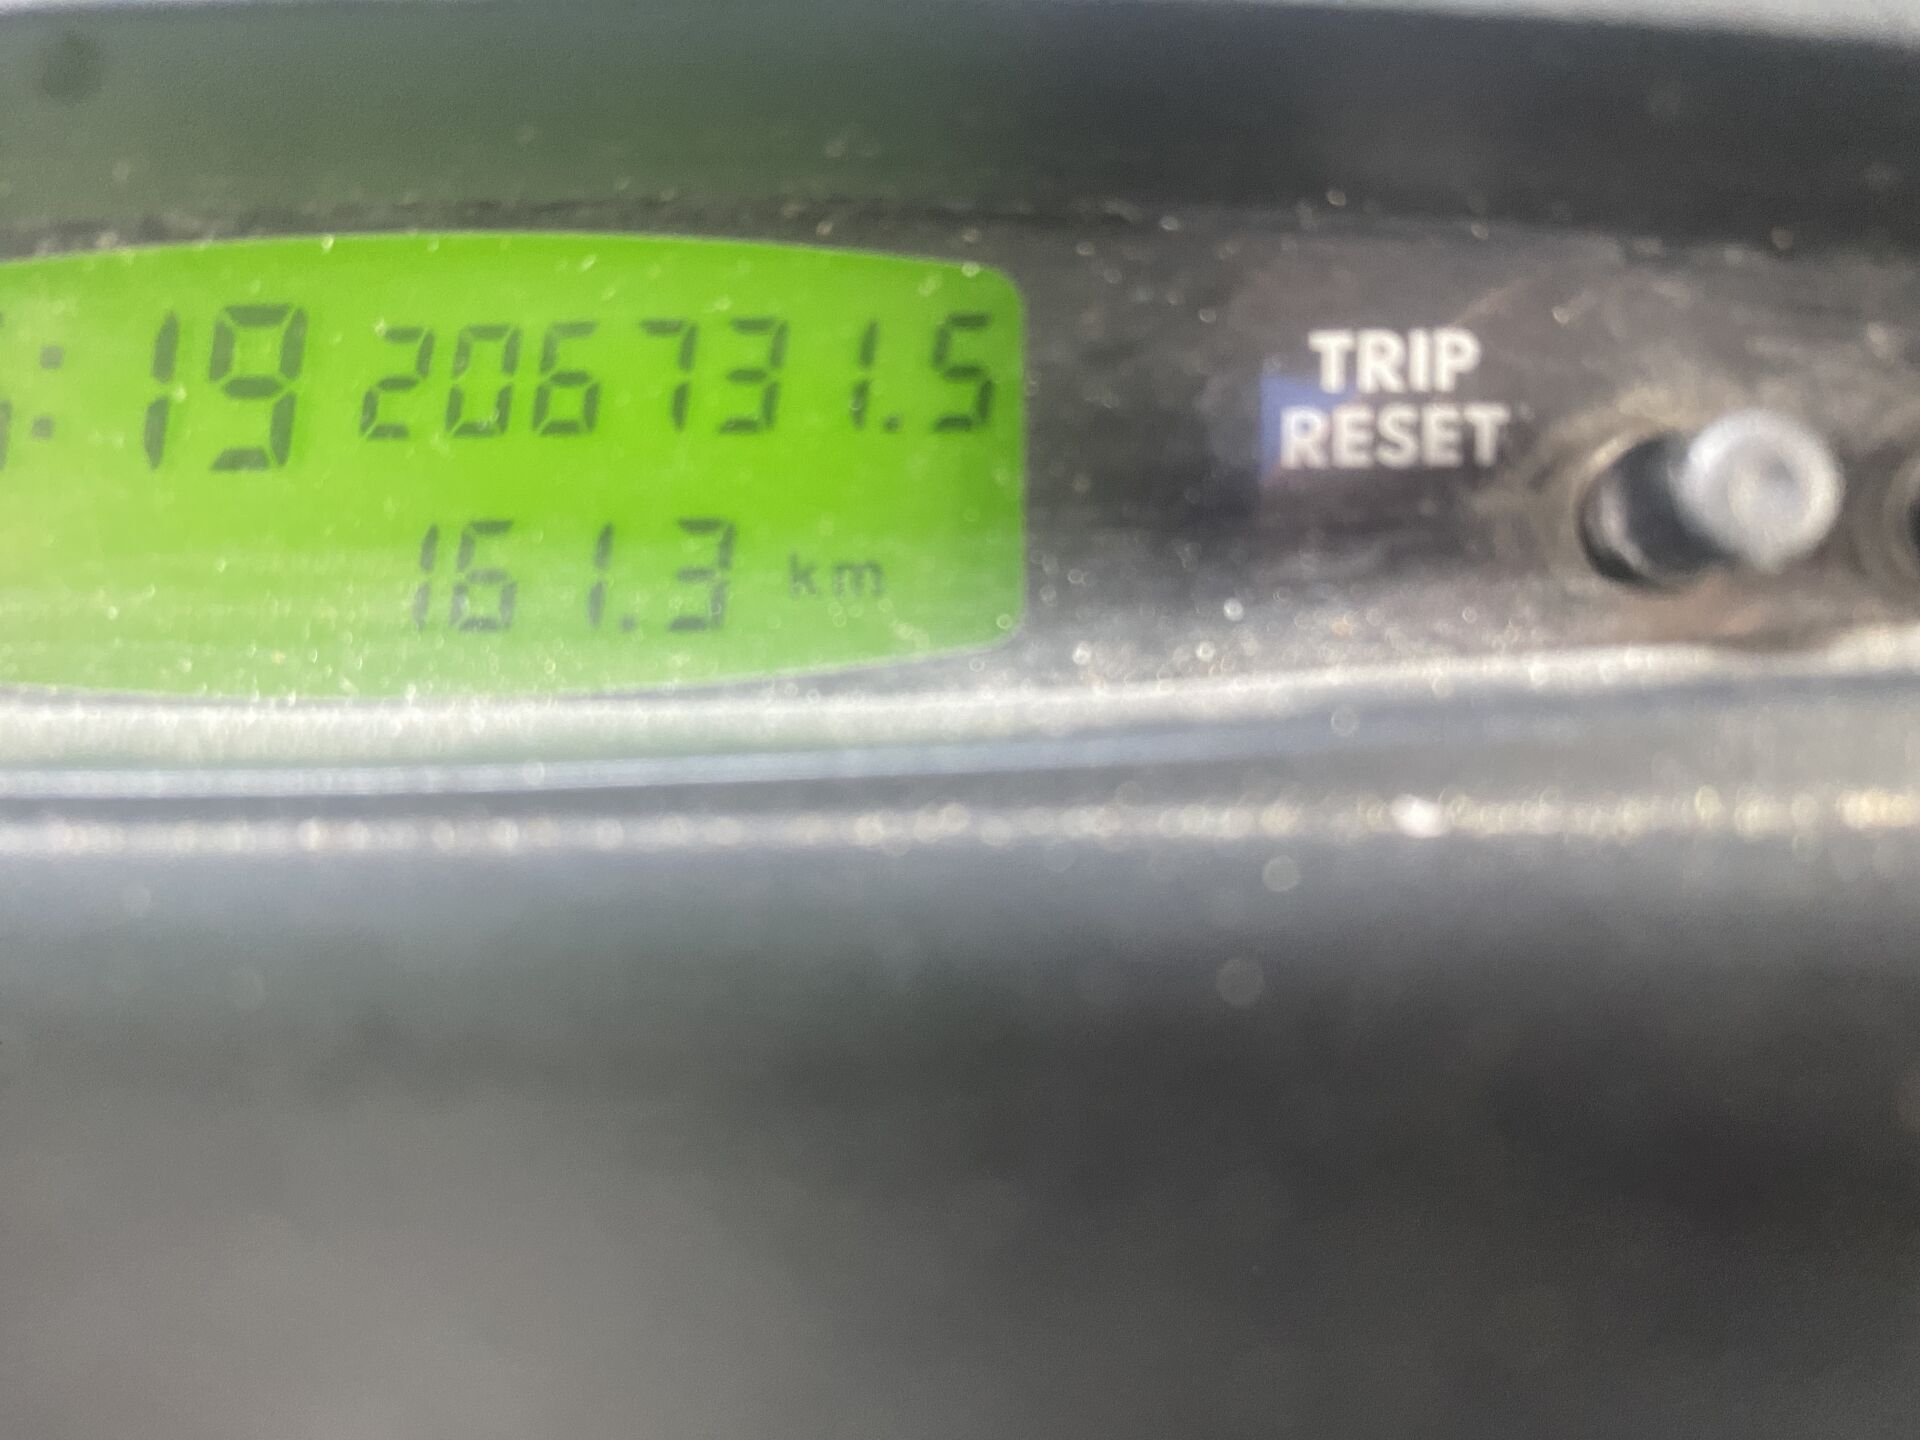 :19 206731.5
161.3 km
TRIP
RESET